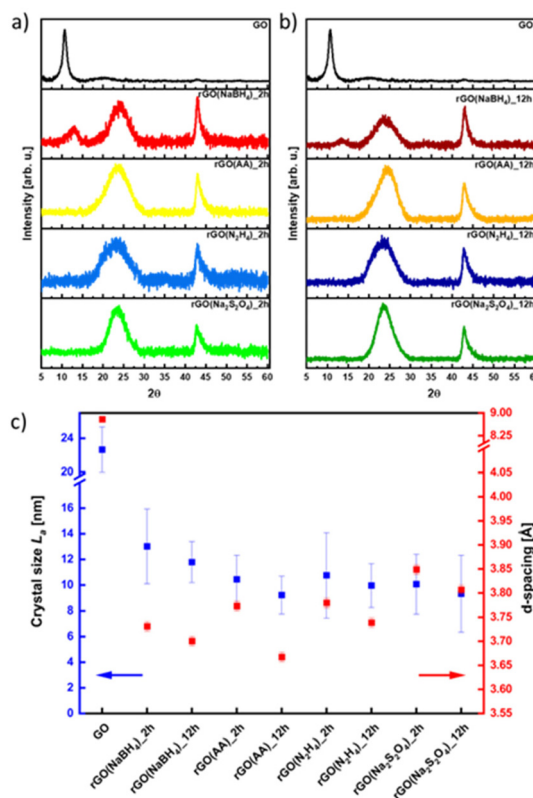 a)
b)
GO
GO
rGO(NaBH₄)_2h
rGO(NaBH₄)_12h
rGO(AA)_2h
rGO(AA)_12h
rGO(N₂H₄)_2h
rGO(N₂H₄)_12h
rGO(Na₂S₂O₄)_2h
rGO(Na₂S₂O₄)_12h
Intensity [arb. u.]
Intensity [arb. u.]
5 10 15 20 25 30 35 40 45 50 55 60
5 10 15 20 25 30 35 40 45 50 55 60
2θ
2θ
c)
Crystal size Lₐ [nm]
24
20
16
14
12
10
8
6
4
2
0
9.00
8.25
4.05
4.00
3.95
3.90
3.85
3.80
3.75
3.70
3.65
3.60
3.55
d-spacing [Å]
GO
rGO(NaBH₄)_2h
rGO(NaBH₄)_12h
rGO(AA)_2h
rGO(AA)_12h
rGO(N₂H₄)_2h
rGO(N₂H₄)_12h
rGO(Na₂S₂O₄)_2h
rGO(Na₂S₂O₄)_12h